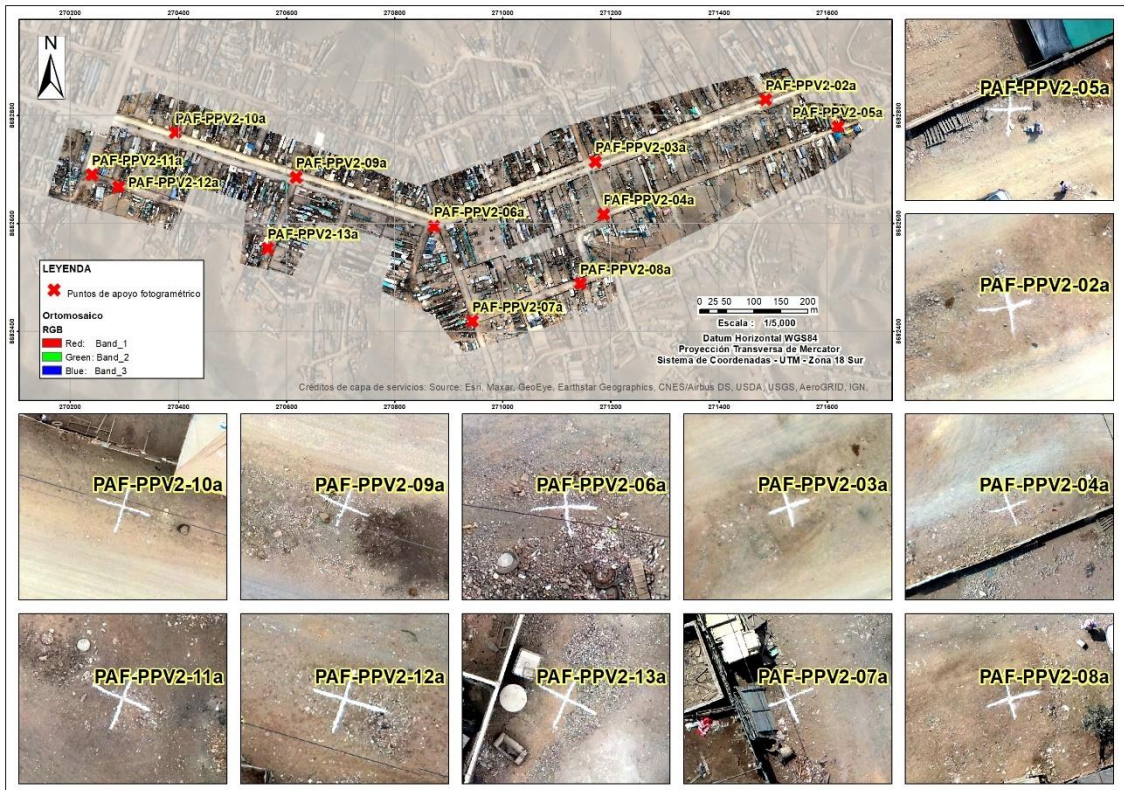 270200 270400 270600 270800 271000 271200 271400 271600
N
8682800
8682600
8682400
8682800
8682600
8682400
PAF-PPV2-02a
PAF-PPV2-05a
PAF-PPV2-10a
PAF-PPV2-03a
PAF-PPV2-11a
PAF-PPV2-09a
PAF-PPV2-12a
PAF-PPV2-04a
PAF-PPV2-06a
PAF-PPV2-13a
PAF-PPV2-08a
PAF-PPV2-07a
LEYENDA
Puntos de apoyo fotogramétrico
Ortomosaico
RGB
Red: Band_1
Green: Band_2
Blue: Band_3
0 25 50 100 150 200
m
Escala : 1/5,000
Datum Horizontal WGS84
Proyección Transversa de Mercator
Sistema de Coordenadas - UTM - Zona 18 Sur
Créditos de capa de servicios: Source: Esri, Maxar, GeoEye, Earthstar Geographics, CNES/Airbus DS, USDA, USGS, AeroGRID, IGN,
270200 270400 270600 270800 271000 271200 271400 271600
PAF-PPV2-05a
PAF-PPV2-02a
PAF-PPV2-10a
PAF-PPV2-09a
PAF-PPV2-06a
PAF-PPV2-03a
PAF-PPV2-04a
PAF-PPV2-11a
PAF-PPV2-12a
PAF-PPV2-13a
PAF-PPV2-07a
PAF-PPV2-08a